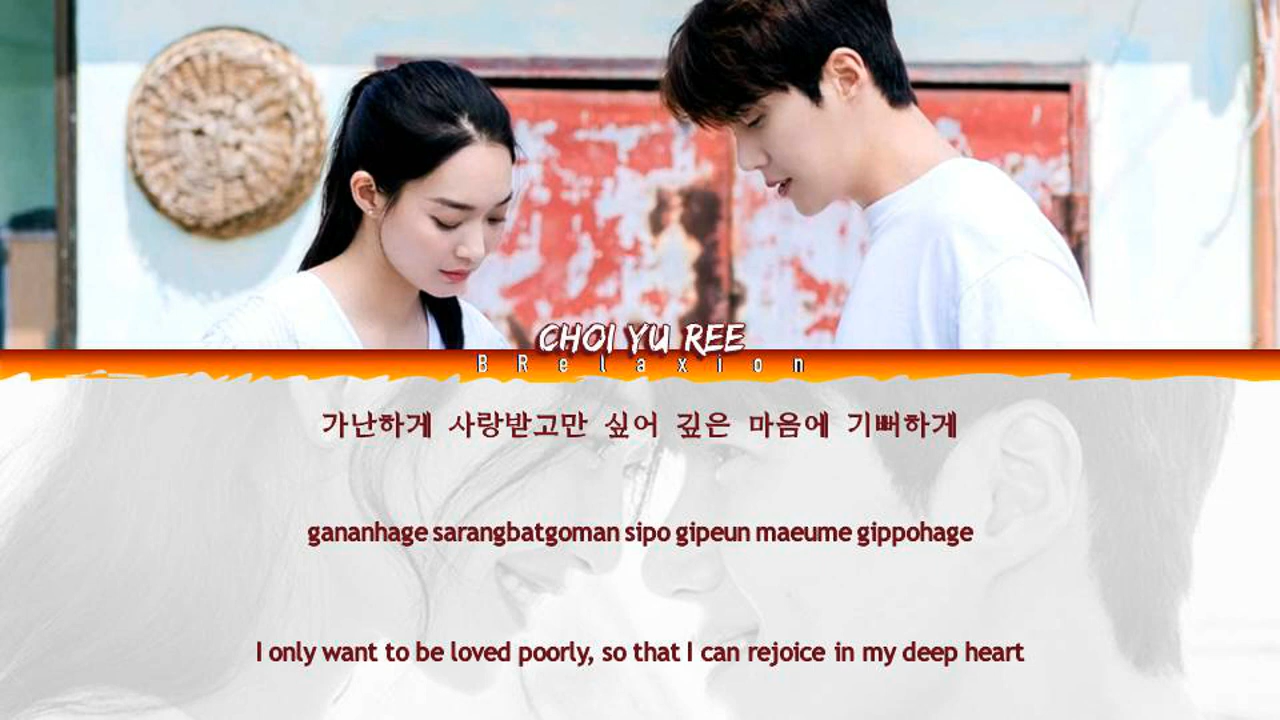 CHOI YU REE
BRelaxion
가난하게 사랑받고만 싶어 깊은 마음에 기뻐하게
gananhage sarangbatgoman sipo gipeun maeume gippohage
I only want to be loved poorly, so that I can rejoice in my deep heart